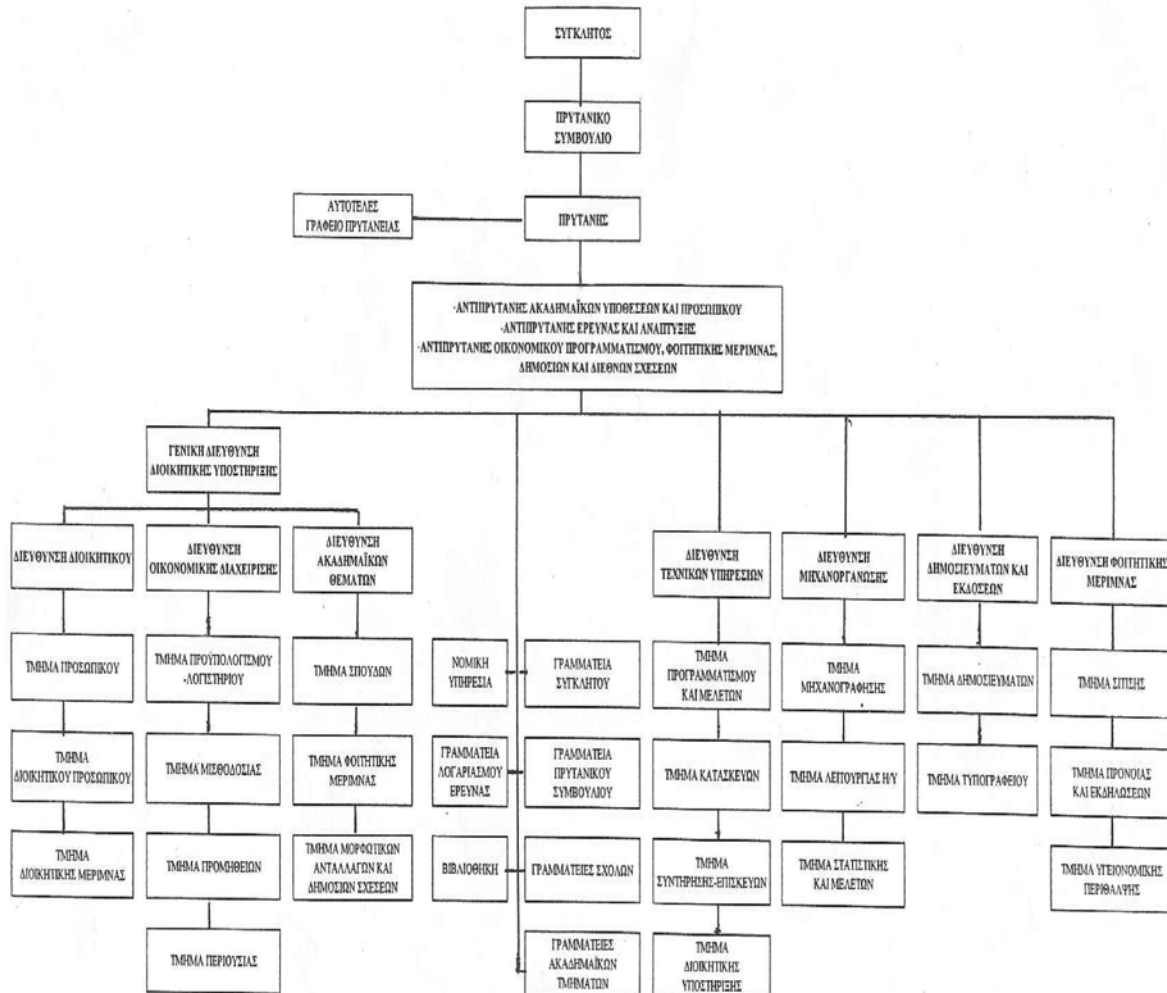 ΣΥΓΚΛΗΤΟΣ
ΠΡΥΤΑΝΙΚΟ
ΣΥΜΒΟΥΛΙΟ
ΑΥΤΟΤΕΛΕΣ
ΓΡΑΦΕΙΟ ΠΡΥΤΑΝΕΙΑΣ
ΠΡΥΤΑΝΗΣ
-ΑΝΤΙΠΡΥΤΑΝΗΣ ΑΚΑΔΗΜΑΪΚΩΝ ΥΠΟΘΕΣΕΩΝ ΚΑΙ ΠΡΟΣΩΠΙΚΟΥ
-ΑΝΤΙΠΡΥΤΑΝΗΣ ΕΡΕΥΝΑΣ ΚΑΙ ΑΝΑΠΤΥΞΗΣ
-ΑΝΤΙΠΡΥΤΑΝΗΣ ΟΙΚΟΝΟΜΙΚΟΥ ΠΡΟΓΡΑΜΜΑΤΙΣΜΟΥ, ΦΟΙΤΗΤΙΚΗΣ ΜΕΡΙΜΝΑΣ,
ΔΗΜΟΣΙΩΝ ΚΑΙ ΔΙΕΘΝΩΝ ΣΧΕΣΕΩΝ
ΓΕΝΙΚΗ ΔΙΕΥΘΥΝΣΗ
ΔΙΟΙΚΗΤΙΚΗΣ ΥΠΟΣΤΗΡΙΞΗΣ
ΔΙΕΥΘΥΝΣΗ ΔΙΟΙΚΗΤΙΚΟΥ
ΔΙΕΥΘΥΝΣΗ
ΟΙΚΟΝΟΜΙΚΗΣ ΔΙΑΧΕΙΡΙΣΗΣ
ΔΙΕΥΘΥΝΣΗ
ΑΚΑΔΗΜΑΪΚΩΝ
ΘΕΜΑΤΩΝ
ΔΙΕΥΘΥΝΣΗ
ΤΕΧΝΙΚΩΝ ΥΠΗΡΕΣΙΩΝ
ΔΙΕΥΘΥΝΣΗ
ΜΗΧΑΝΟΡΓΑΝΩΣΗΣ
ΔΙΕΥΘΥΝΣΗ
ΔΗΜΟΣΙΕΥΜΑΤΩΝ ΚΑΙ
ΕΚΔΟΣΕΩΝ
ΔΙΕΥΘΥΝΣΗ ΦΟΙΤΗΤΙΚΗΣ
ΜΕΡΙΜΝΑΣ
ΤΜΗΜΑ ΠΡΟΣΩΠΙΚΟΥ
ΤΜΗΜΑ ΠΡΟΫΠΟΛΟΓΙΣΜΟΥ
-ΛΟΓΙΣΤΗΡΙΟΥ
ΤΜΗΜΑ ΣΠΟΥΔΩΝ
ΝΟΜΙΚΗ
ΥΠΗΡΕΣΙΑ
ΓΡΑΜΜΑΤΕΙΑ
ΣΥΓΚΛΗΤΟΥ
ΤΜΗΜΑ
ΠΡΟΓΡΑΜΜΑΤΙΣΜΟΥ
ΚΑΙ ΜΕΛΕΤΩΝ
ΤΜΗΜΑ
ΜΗΧΑΝΟΓΡΑΦΗΣΗΣ
ΤΜΗΜΑ ΔΗΜΟΣΙΕΥΜΑΤΩΝ
ΤΜΗΜΑ ΣΙΤΙΣΗΣ
ΤΜΗΜΑ
ΔΙΟΙΚΗΤΙΚΟΥ ΠΡΟΣΩΠΙΚΟΥ
ΤΜΗΜΑ ΜΙΣΘΟΔΟΣΙΑΣ
ΤΜΗΜΑ ΦΟΙΤΗΤΙΚΗΣ
ΜΕΡΙΜΝΑΣ
ΓΡΑΜΜΑΤΕΙΑ
ΛΟΓΑΡΙΑΣΜΟΥ
ΕΡΕΥΝΑΣ
ΓΡΑΜΜΑΤΕΙΑ
ΠΡΥΤΑΝΙΚΟΥ
ΣΥΜΒΟΥΛΙΟΥ
ΤΜΗΜΑ ΚΑΤΑΣΚΕΥΩΝ
ΤΜΗΜΑ ΛΕΙΤΟΥΡΓΙΑΣ Η/Υ
ΤΜΗΜΑ ΤΥΠΟΓΡΑΦΕΙΟΥ
ΤΜΗΜΑ ΠΡΟΝΟΙΑΣ
ΚΑΙ ΕΚΔΗΛΩΣΕΩΝ
ΤΜΗΜΑ
ΔΙΟΙΚΗΤΙΚΗΣ ΜΕΡΙΜΝΑΣ
ΤΜΗΜΑ ΠΡΟΜΗΘΕΙΩΝ
ΤΜΗΜΑ ΜΟΡΦΩΤΙΚΩΝ
ΑΝΤΑΛΛΑΓΩΝ ΚΑΙ
ΔΗΜΟΣΙΩΝ ΣΧΕΣΕΩΝ
ΒΙΒΛΙΟΘΗΚΗ
ΓΡΑΜΜΑΤΕΙΕΣ ΣΧΟΛΩΝ
ΤΜΗΜΑ
ΣΥΝΤΗΡΗΣΗΣ-ΕΠΙΣΚΕΥΩΝ
ΤΜΗΜΑ ΣΤΑΤΙΣΤΙΚΗΣ
ΚΑΙ ΜΕΛΕΤΩΝ
ΤΜΗΜΑ ΥΓΕΙΟΝΟΜΙΚΗΣ
ΠΕΡΙΘΑΛΨΗΣ
ΤΜΗΜΑ ΠΕΡΙΟΥΣΙΑΣ
ΓΡΑΜΜΑΤΕΙΕΣ
ΑΚΑΔΗΜΑΪΚΩΝ
ΤΜΗΜΑΤΩΝ
ΤΜΗΜΑ
ΔΙΟΙΚΗΤΙΚΗΣ
ΥΠΟΣΤΗΡΙΞΗΣ